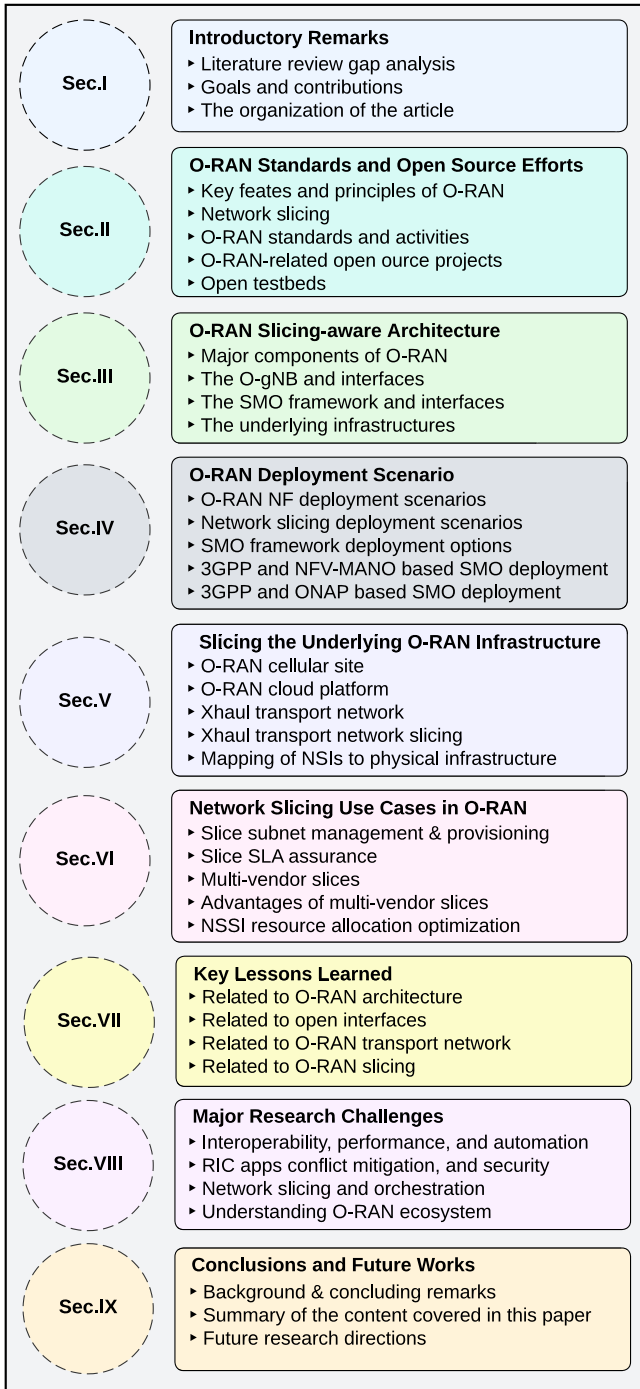 Sec.I
Introductory Remarks
‣ Literature review gap analysis
‣ Goals and contributions
‣ The organization of the article
Sec.II
O-RAN Standards and Open Source Efforts
‣ Key feates and principles of O-RAN
‣ Network slicing
‣ O-RAN standards and activities
‣ O-RAN-related open ource projects
‣ Open testbeds
Sec.III
O-RAN Slicing-aware Architecture
‣ Major components of O-RAN
‣ The O-gNB and interfaces
‣ The SMO framework and interfaces
‣ The underlying infrastructures
Sec.IV
O-RAN Deployment Scenario
‣ O-RAN NF deployment scenarios
‣ Network slicing deployment scenarios
‣ SMO framework deployment options
‣ 3GPP and NFV-MANO based SMO deployment
‣ 3GPP and ONAP based SMO deployment
Sec.V
Slicing the Underlying O-RAN Infrastructure
‣ O-RAN cellular site
‣ O-RAN cloud platform
‣ Xhaul transport network
‣ Xhaul transport network slicing
‣ Mapping of NSIs to physical infrastructure
Sec.VI
Network Slicing Use Cases in O-RAN
‣ Slice subnet management & provisioning
‣ Slice SLA assurance
‣ Multi-vendor slices
‣ Advantages of multi-vendor slices
‣ NSSI resource allocation optimization
Sec.VII
Key Lessons Learned
‣ Related to O-RAN architecture
‣ Related to open interfaces
‣ Related to O-RAN transport network
‣ Related to O-RAN slicing
Sec.VIII
Major Research Challenges
‣ Interoperability, performance, and automation
‣ RIC apps conflict mitigation, and security
‣ Network slicing and orchestration
‣ Understanding O-RAN ecosystem
Sec.IX
Conclusions and Future Works
‣ Background & concluding remarks
‣ Summary of the content covered in this paper
‣ Future research directions